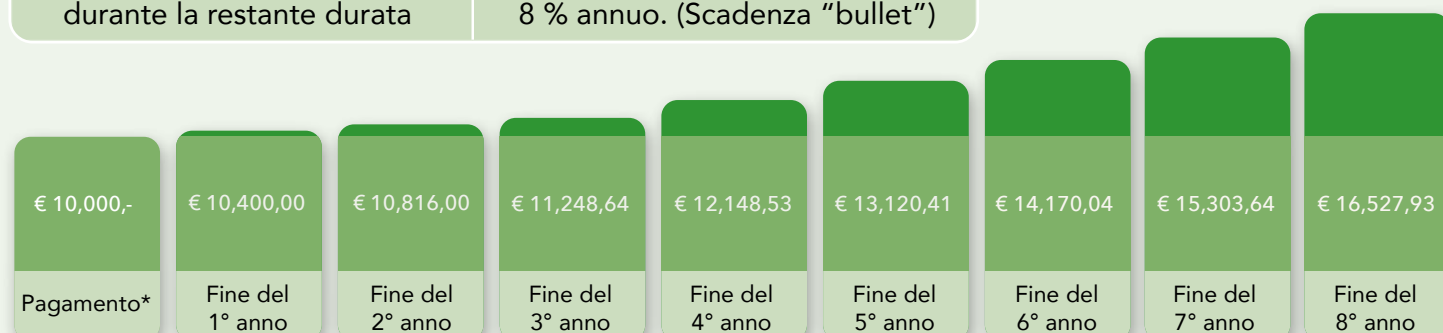 durante la restante durata
8 % annuo. (Scadenza “bullet”)
€ 10,000,-
€ 10,400,00
€ 10,816,00
€ 11,248,64
€ 12,148,53
€ 13,120,41
€ 14,170,04
€ 15,303,64
€ 16,527,93
Pagamento*
Fine del
1° anno
Fine del
2° anno
Fine del
3° anno
Fine del
4° anno
Fine del
5° anno
Fine del
6° anno
Fine del
7° anno
Fine del
8° anno